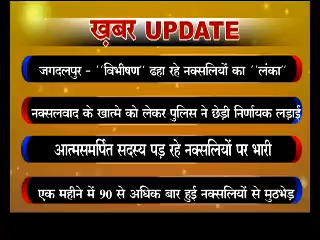 ख़बर UPDATE
जगदलपुर - "विभीषण" ढहा रहे नक्सलियों का "लंका"
नक्सलवाद के खात्मे को लेकर पुलिस ने छेड़ी निर्णायक लड़ाई
आत्मसमर्पित सदस्य पड़ रहे नक्सलियों पर भारी
एक महीने में 90 से अधिक बार हुई नक्सलियों से मुठभेड़